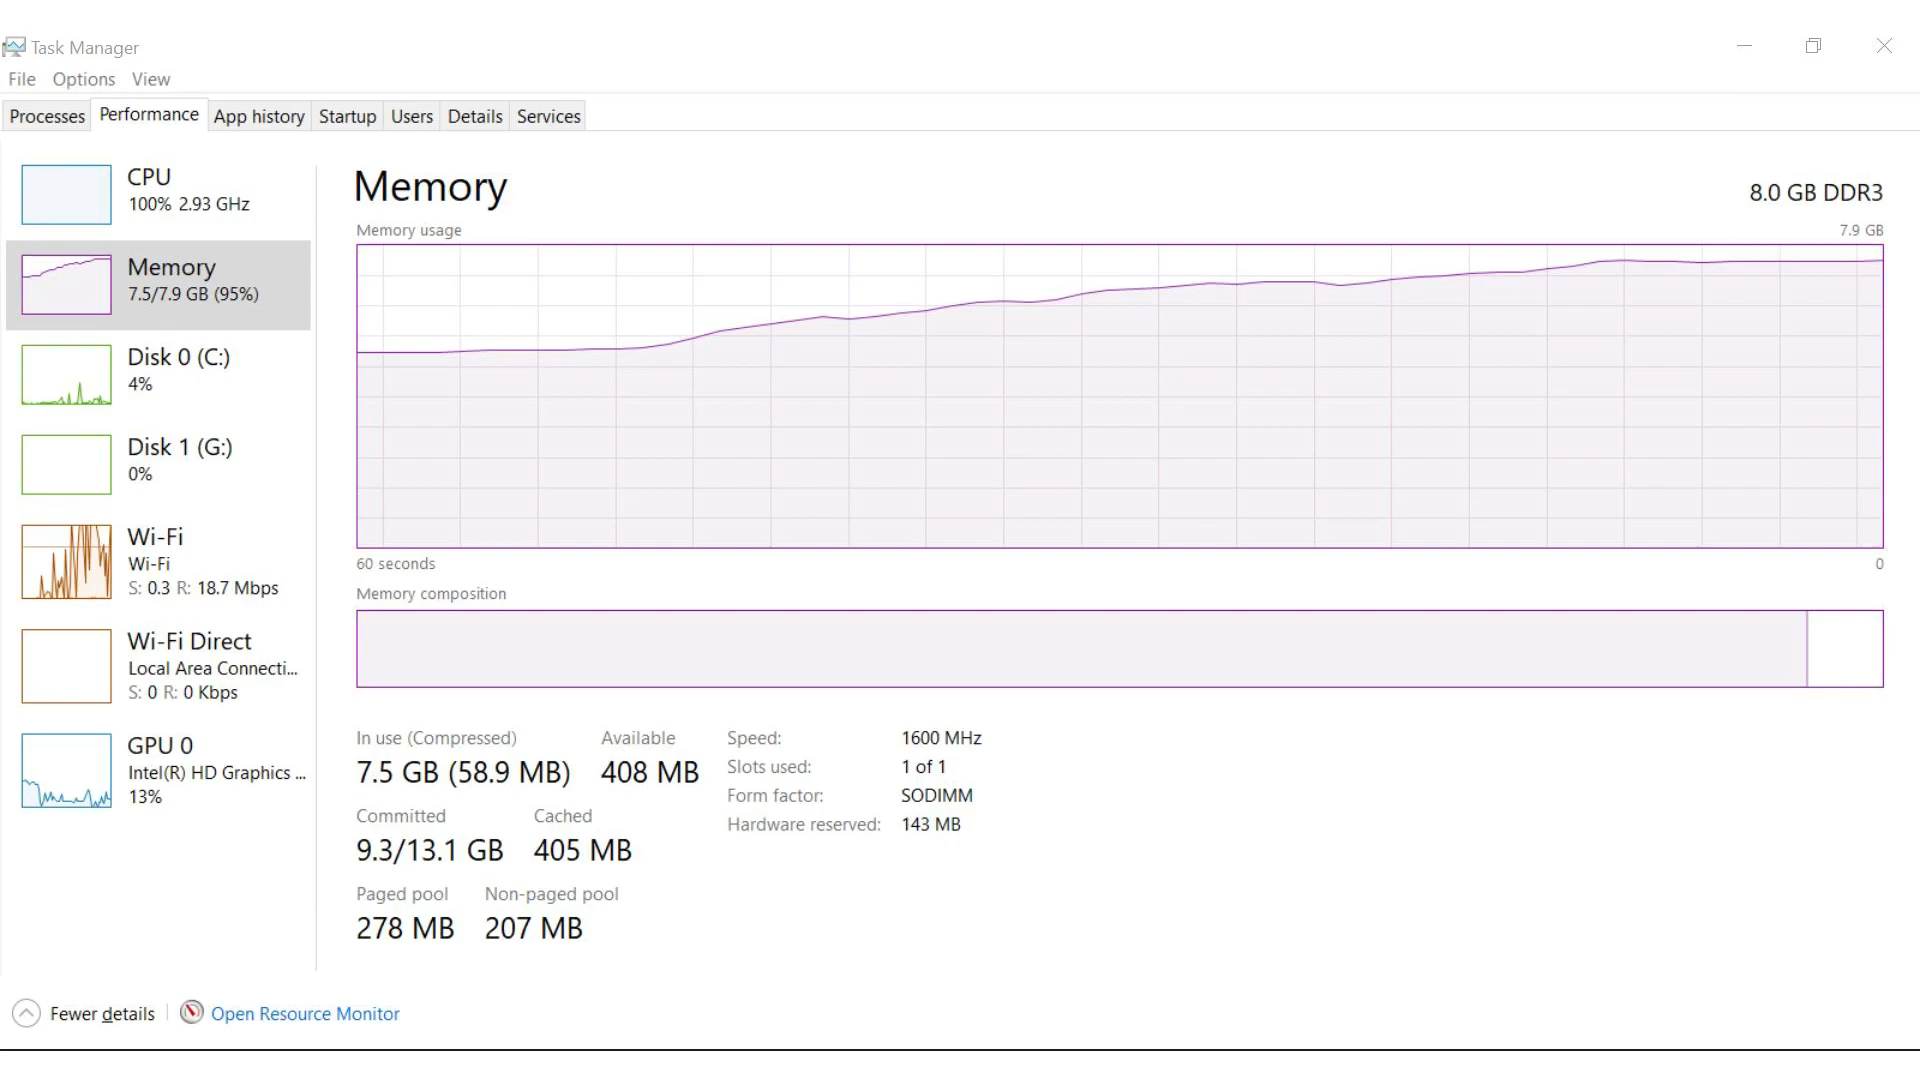 Task Manager
File Options View
Processes Performance App history Startup Users Details Services
CPU
100% 2.93 GHz
Memory
7.5/7.9 GB (95%)
Disk 0 (C:)
4%
Disk 1 (G:)
0%
Wi-Fi
Wi-Fi
S: 0.3 R: 18.7 Mbps
Wi-Fi Direct
Local Area Connecti...
S: 0 R: 0 Kbps
GPU 0
Intel(R) HD Graphics ...
13%
Memory 8.0 GB DDR3
Memory usage 7.9 GB
60 seconds 0
Memory composition
In use (Compressed) Available
7.5 GB (58.9 MB) 408 MB
Committed Cached
9.3/13.1 GB 405 MB
Paged pool Non-paged pool
278 MB 207 MB
Speed: 1600 MHz
Slots used: 1 of 1
Form factor: SODIMM
Hardware reserved: 143 MB
Fewer details Open Resource Monitor